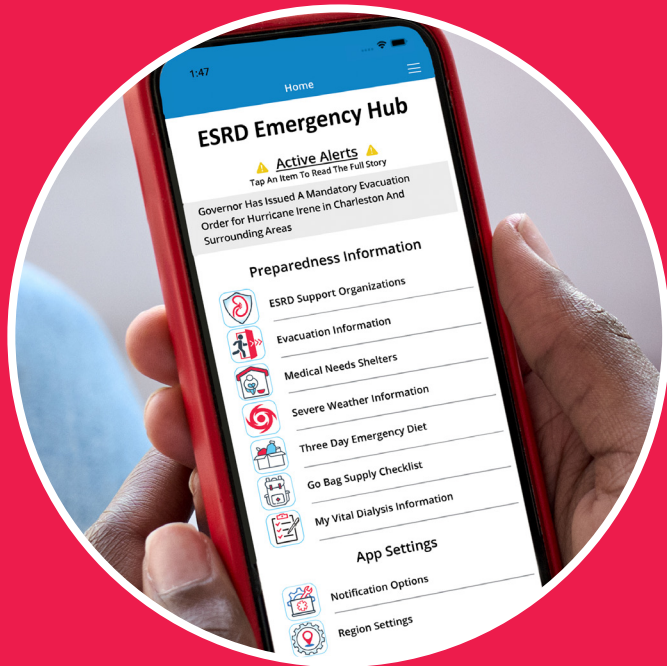 1:47
Home
ESRD Emergency Hub
Active Alerts
Tap An Item To Read The Full Story
Governor Has Issued A Mandatory Evacuation
Order for Hurricane Irene in Charleston And
Surrounding Areas
Preparedness Information
ESRD Support Organizations
Evacuation Information
Medical Needs Shelters
Severe Weather Information
Three Day Emergency Diet
Go Bag Supply Checklist
My Vital Dialysis Information
App Settings
Notification Options
Region Settings